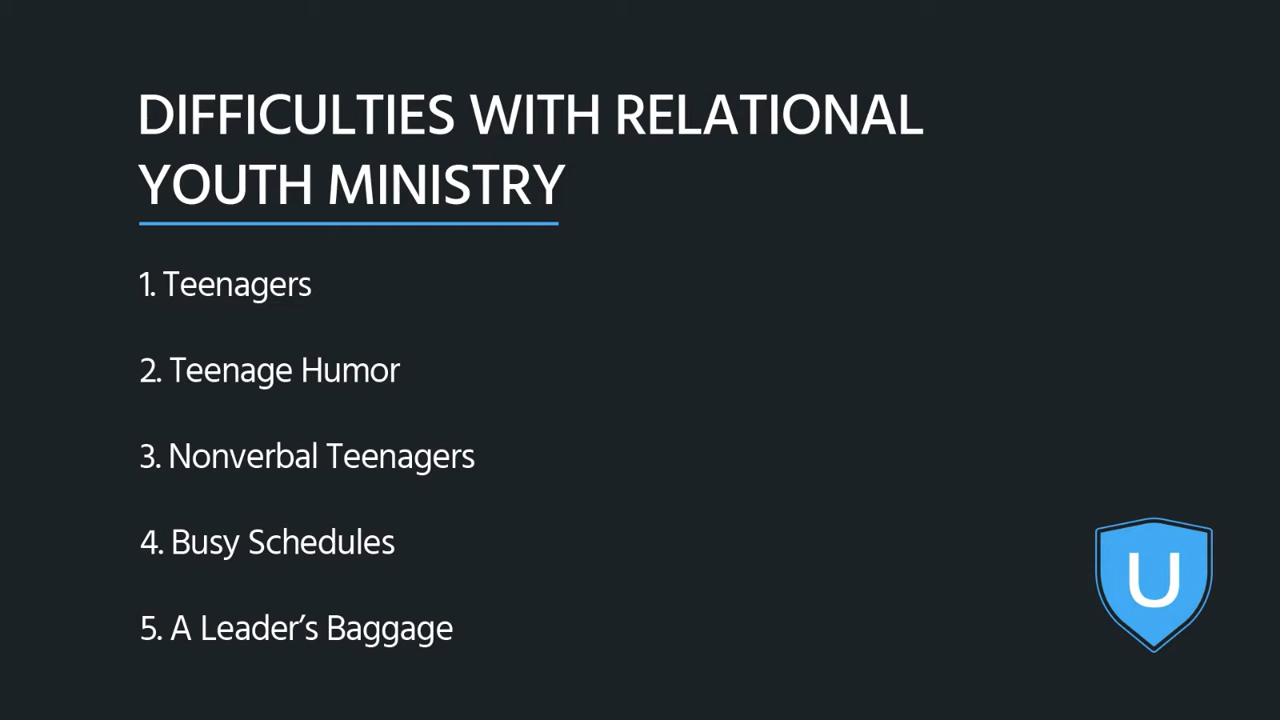 DIFFICULTIES WITH RELATIONAL
YOUTH MINISTRY
1. Teenagers
2. Teenage Humor
3. Nonverbal Teenagers
4. Busy Schedules
5. A Leader’s Baggage
U